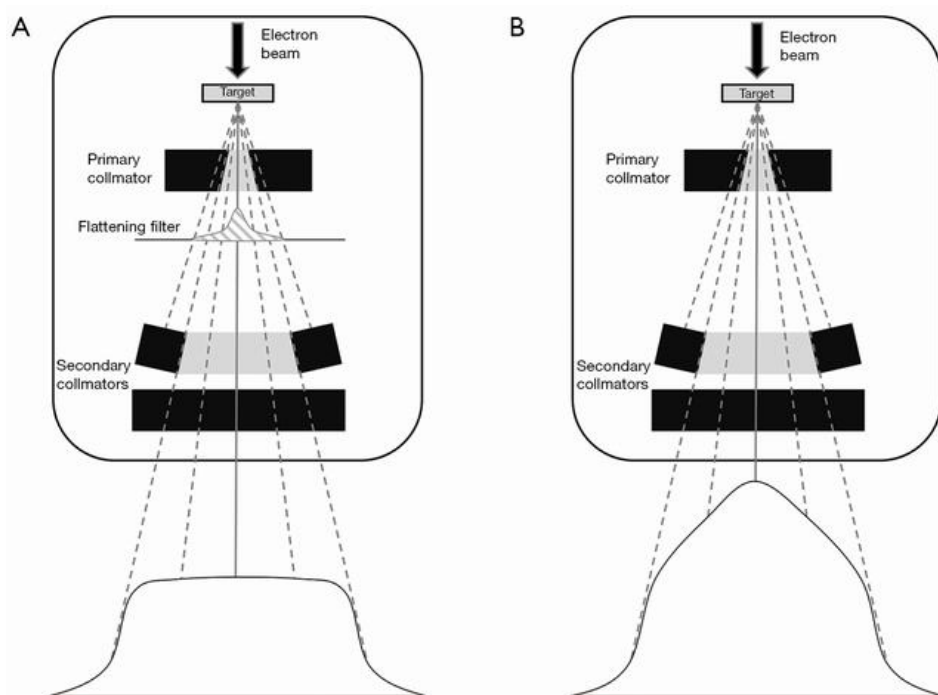 A
Electron
beam
Target
Primary
collmator
Flattening filter
Secondary
collmators
B
Electron
beam
Target
Primary
collmator
Secondary
collmators